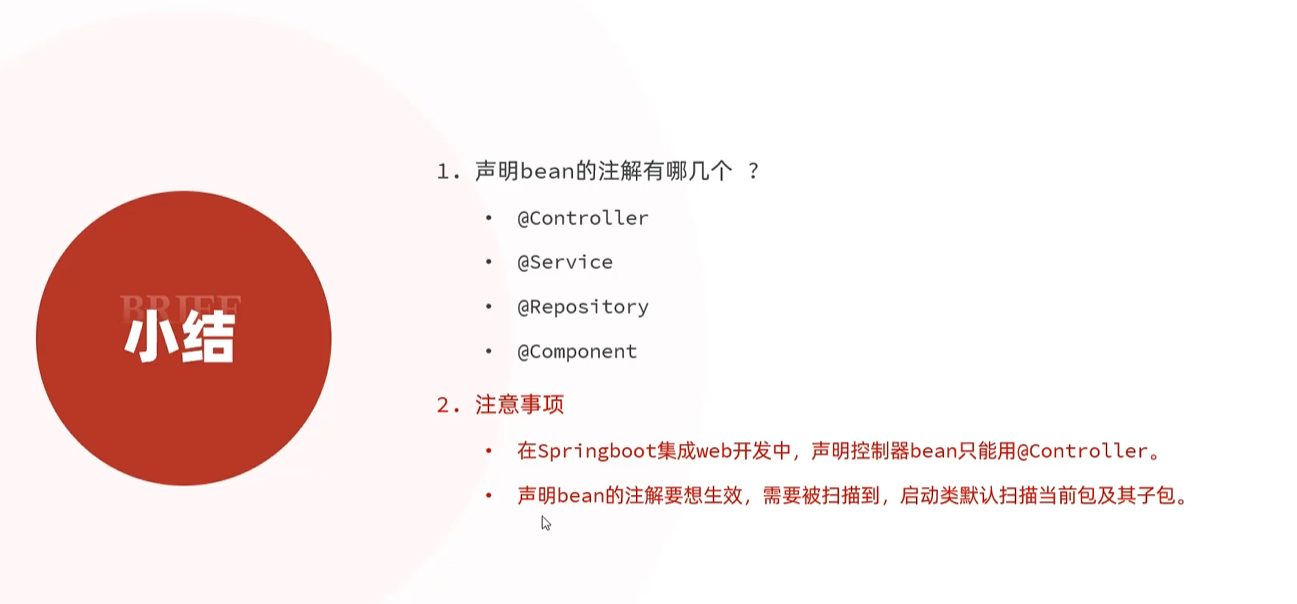 BRIEF
小结
1. 声明bean的注解有哪几个 ？
• @Controller
• @Service
• @Repository
• @Component
2. 注意事项
• 在Springboot集成web开发中，声明控制器bean只能用@Controller。
• 声明bean的注解要想生效，需要被扫描到，启动类默认扫描当前包及其子包。